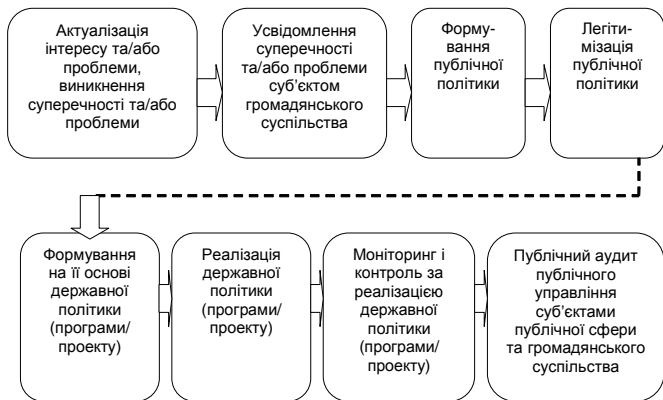 Актуалізація
інтересу та/або
проблеми,
виникнення
суперечності та/або
проблеми
Усвідомлення
суперечності
та/або проблеми
суб’єктом
громадянського
суспільства
Форму-
вання
публічної
політики
Легіти-
мізація
публічної
політики
Формування
на її основі
державної
політики
(програми/
проекту)
Реалізація
державної
політики
(програми/
проекту)
Моніторинг і
контроль за
реалізацією
державної
політики
(програми/
проекту)
Публічний аудит
публічного
управління
суб’єктами
публічної сфери
та громадянського
суспільства